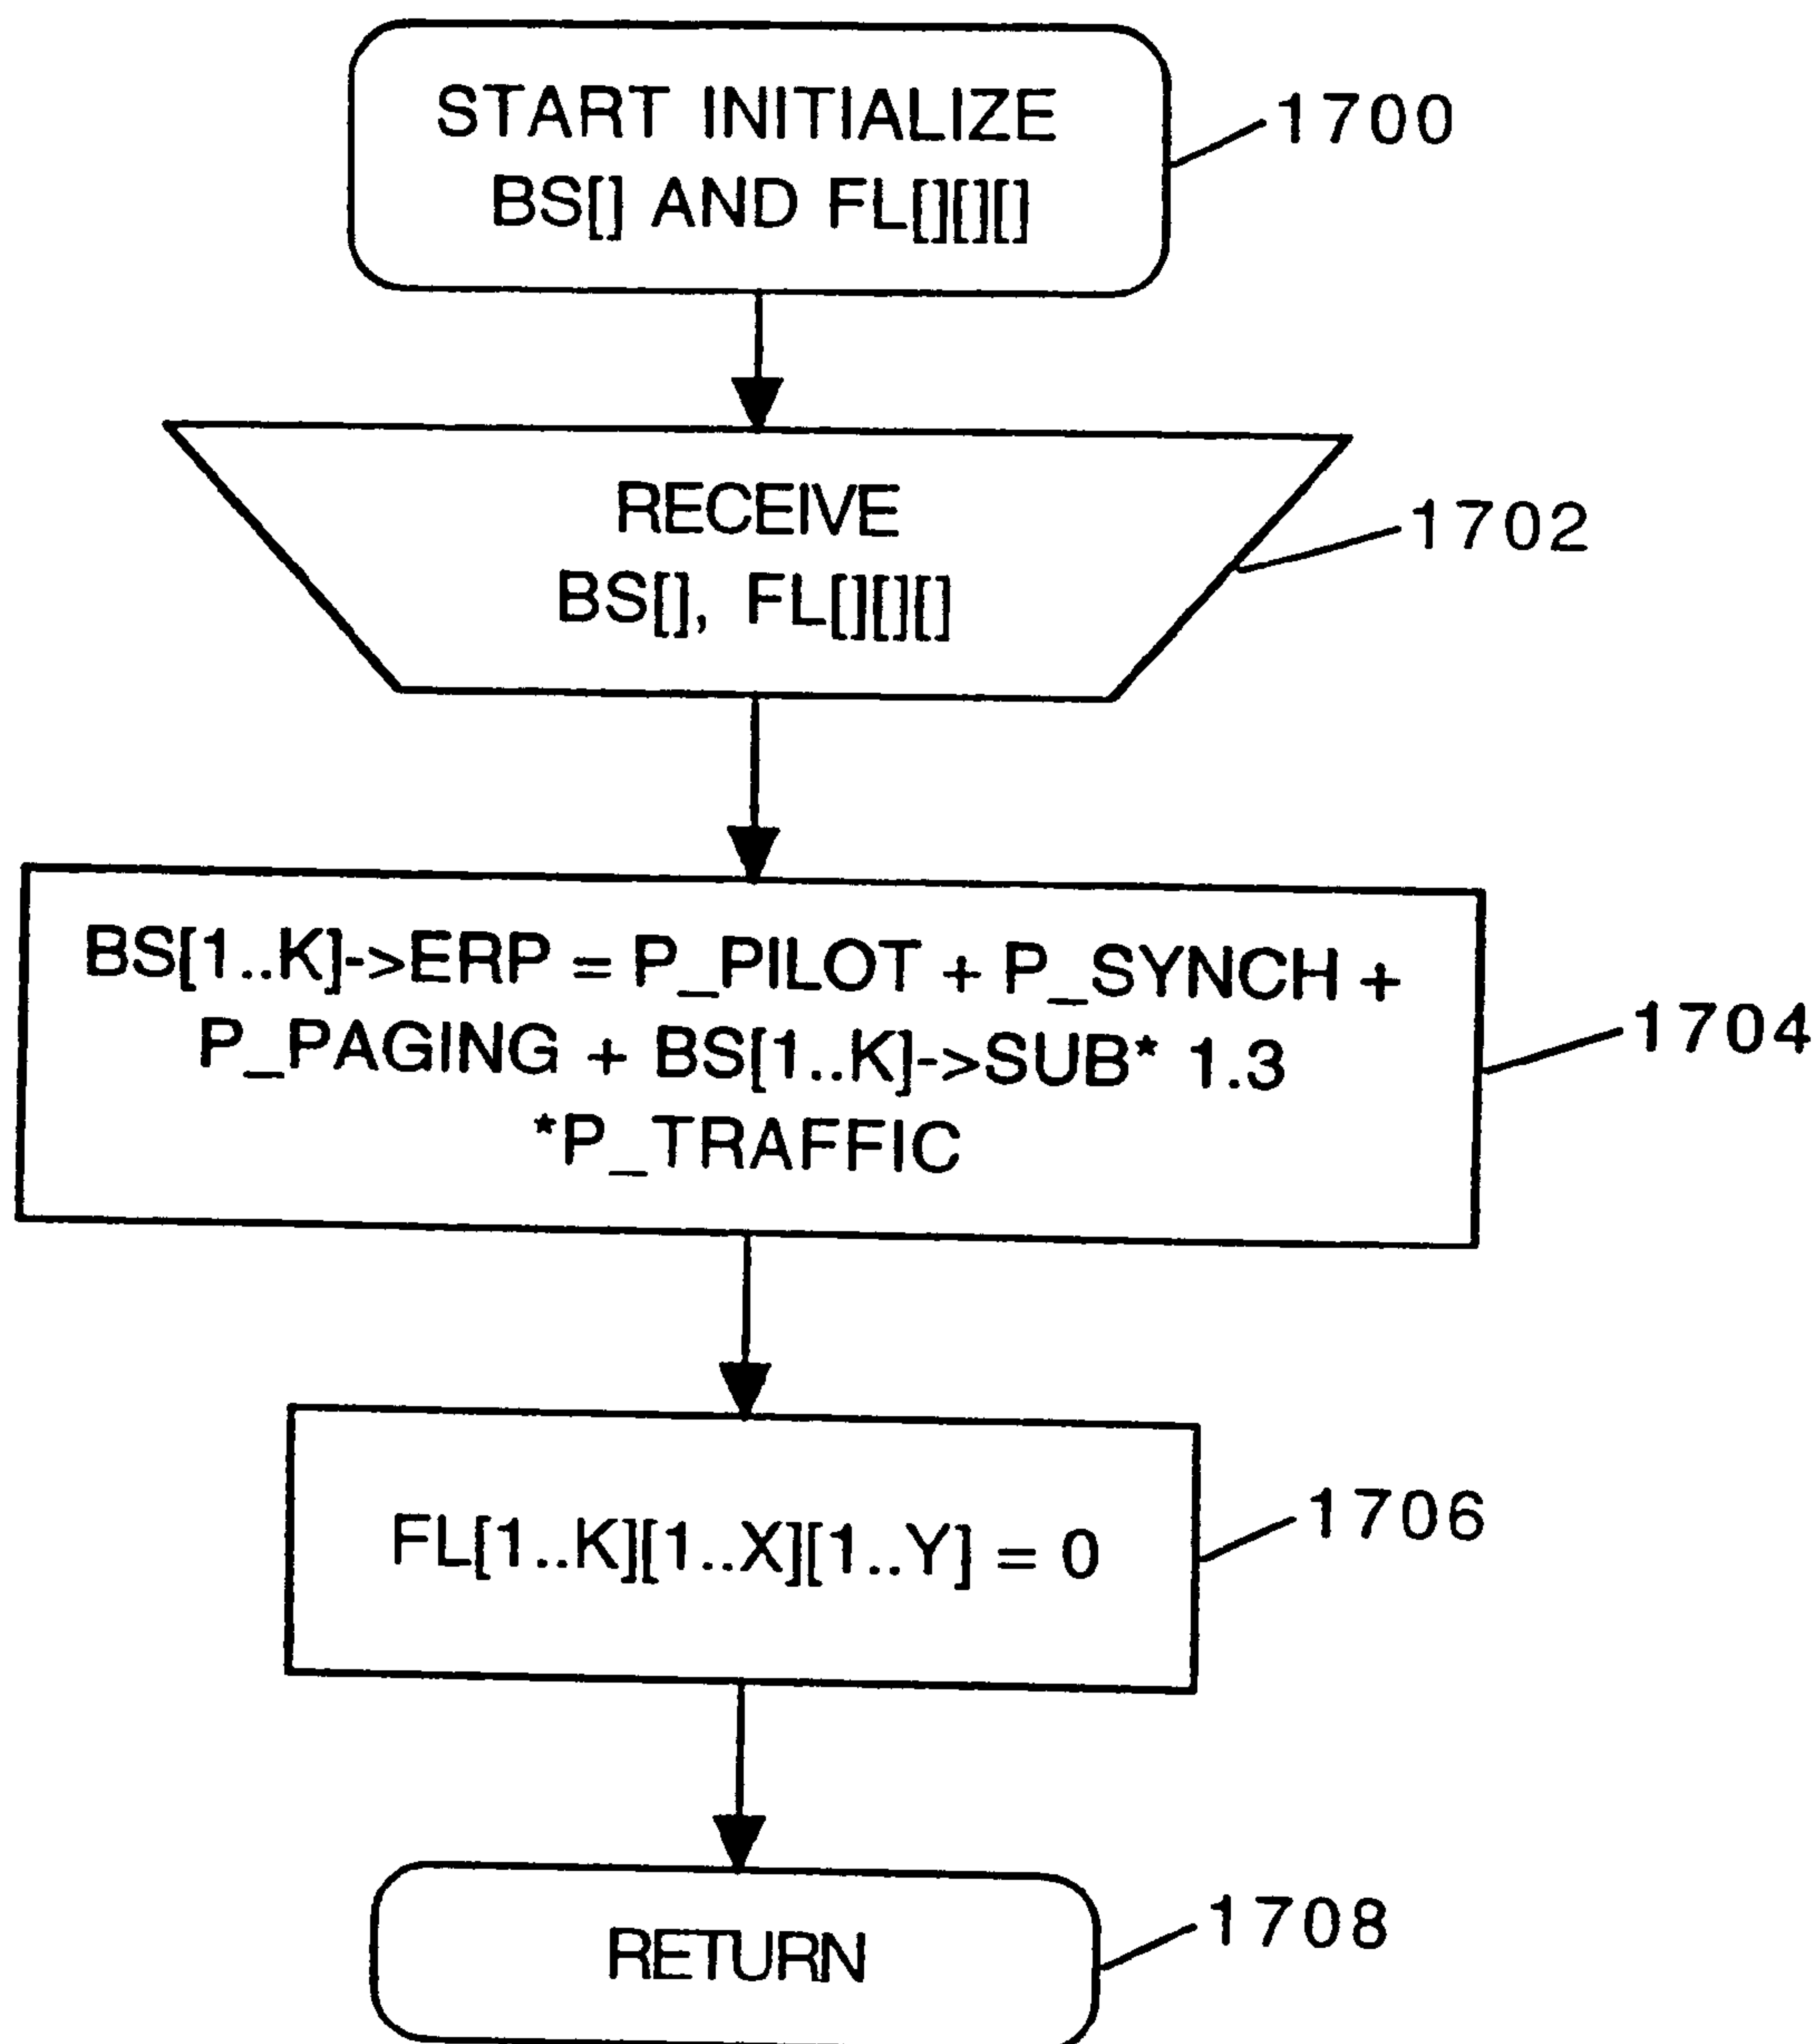 START INITIALIZE
BS[] AND FL[][][]
1700
RECEIVE
BS[], FL[][][]
1702
BS[1..K]->ERP = P_PILOT + P_SYNCH +
P_PAGING + BS[1..K]->SUB* 1.3
*P_TRAFFIC
1704
FL[1..K][1..X][1..Y] = 0
1706
RETURN
1708